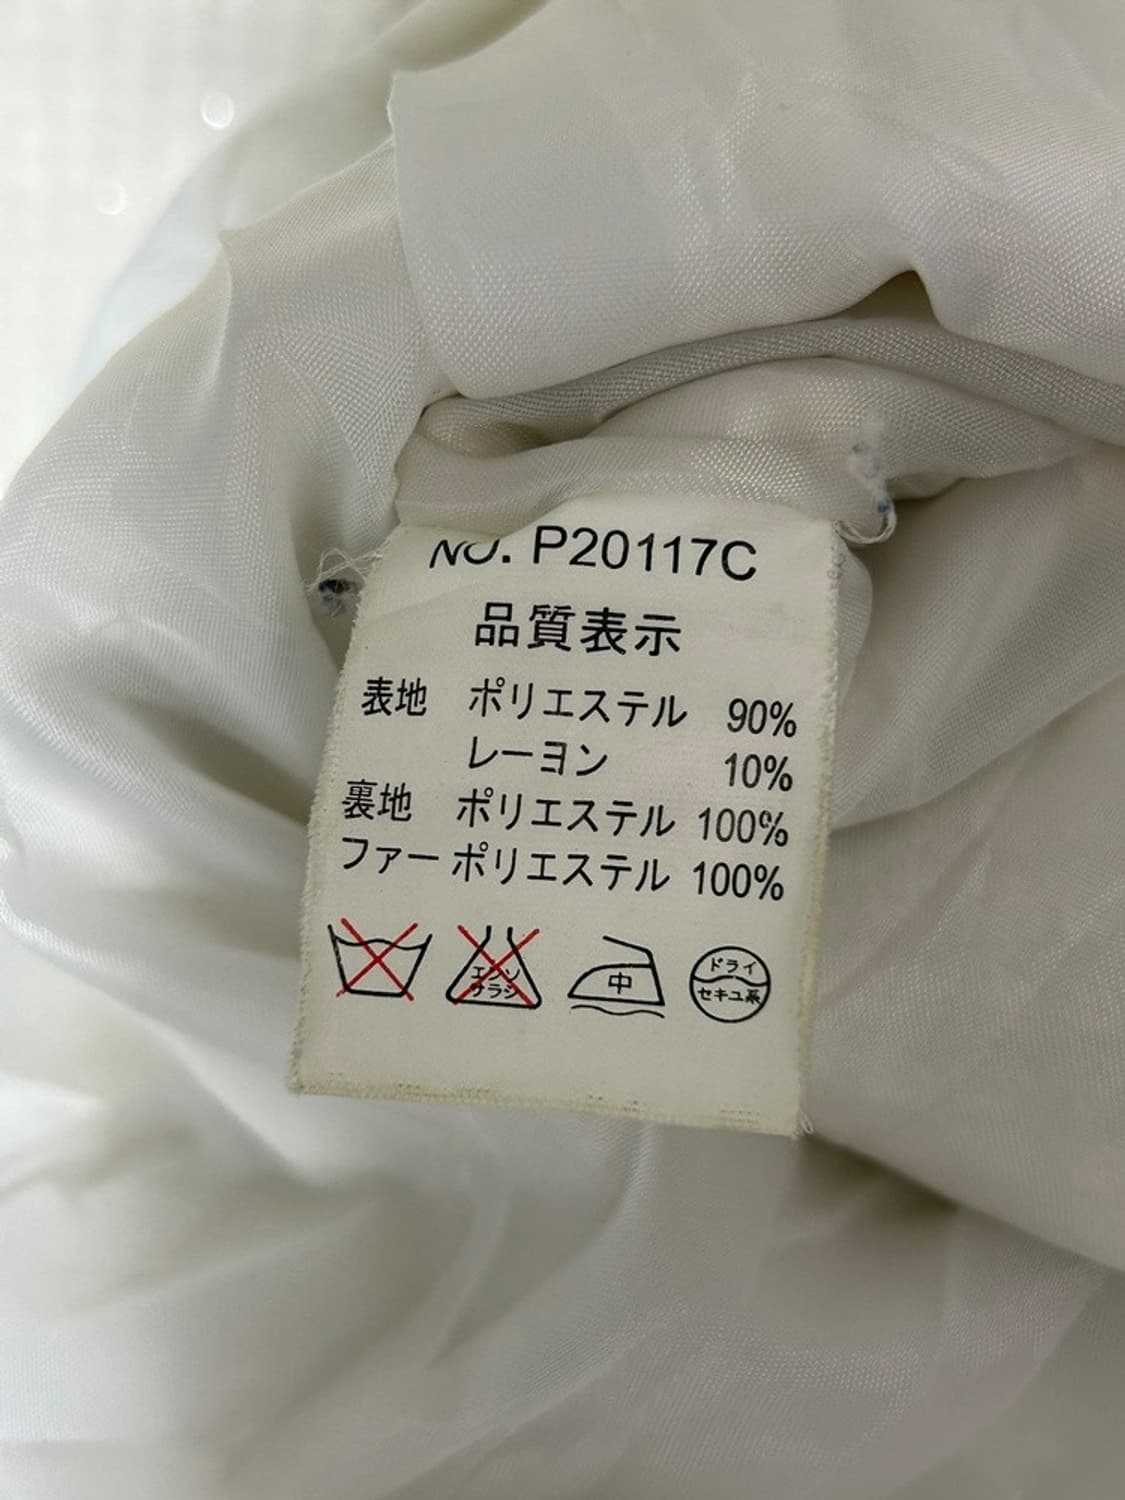 NO. P20117C
品質表示
表地 ポリエステル 90%
レーヨン 10%
裏地 ポリエステル 100%
ファー ポリエステル 100%
エンソ
サラシ
中
ドライ
セキユ系